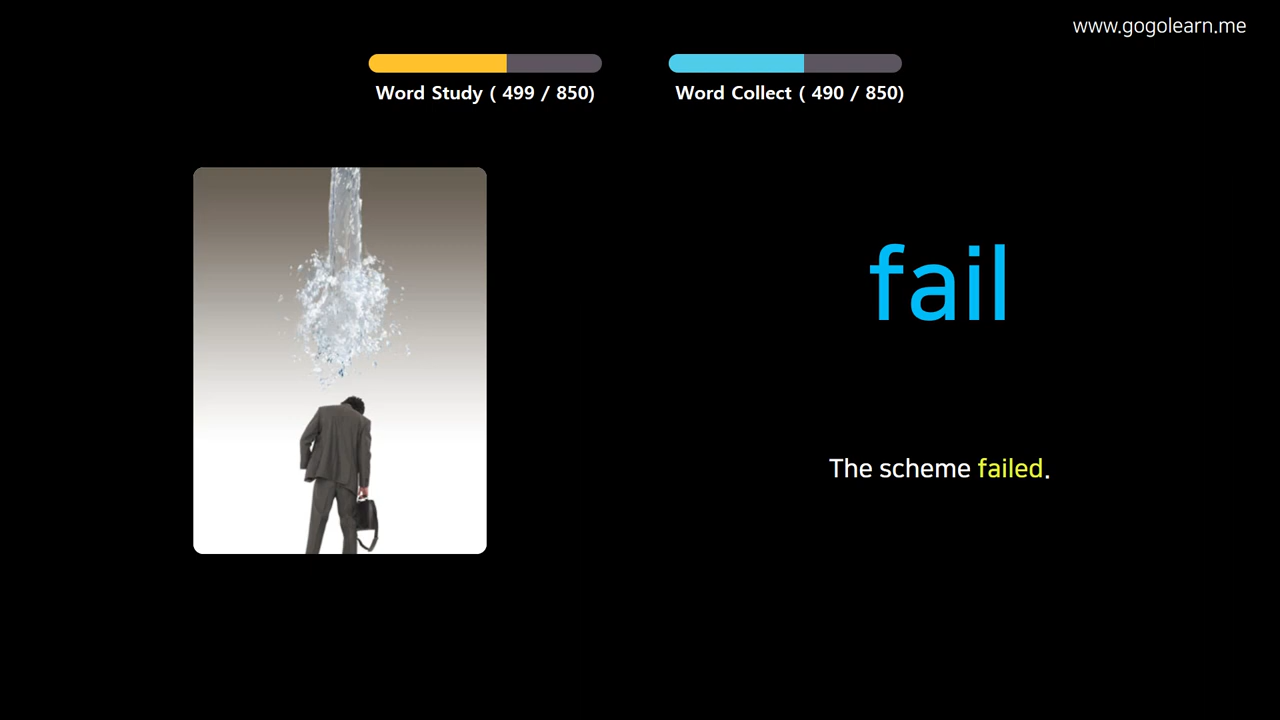 www.gogolearn.me
Word Study ( 499 / 850)
Word Collect ( 490 / 850)
fail
The scheme failed.